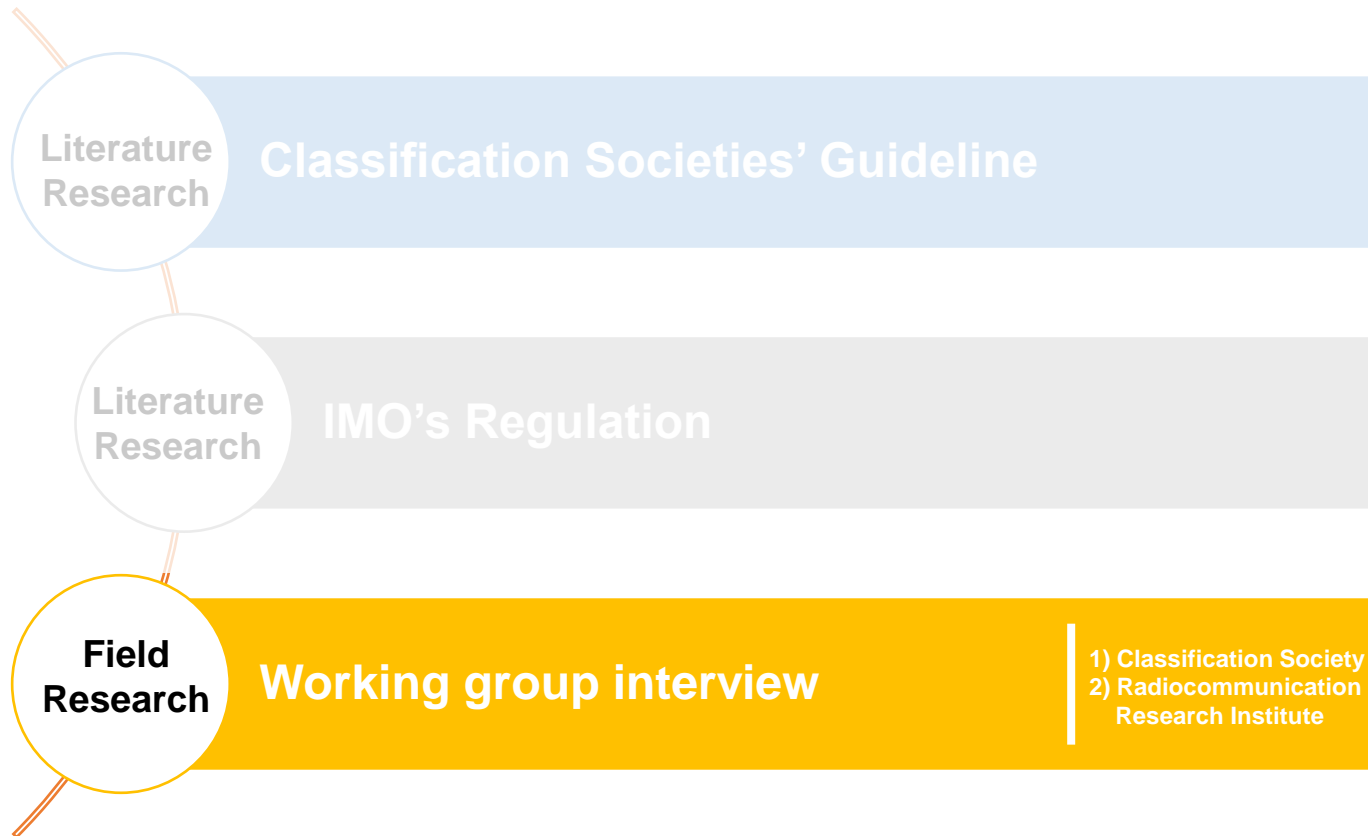 Literature
Research
Classification Societies’ Guideline
Literature
Research
IMO’s Regulation
Field
Research
Working group interview
1) Classification Society
2) Radiocommunication
Research Institute